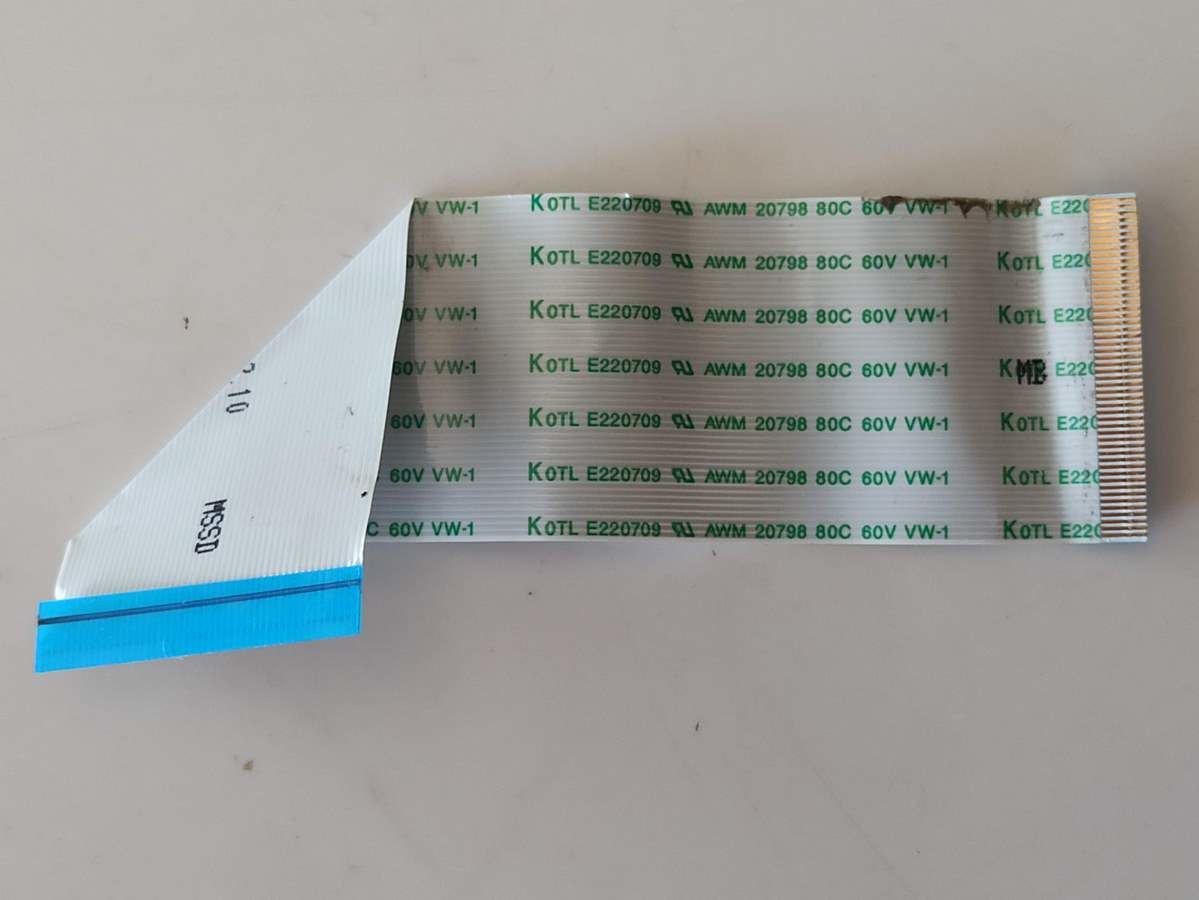 V VW-1 KOTL E220709 AWM 20798 80C 60V VW-1 KOTL E220
0V VW-1 KOTL E220709 AWM 20798 80C 60V VW-1 KOTL E220
0V VW-1 KOTL E220709 AWM 20798 80C 60V VW-1 KOTL E220
60V VW-1 KOTL E220709 AWM 20798 80C 60V VW-1 E220
MB
60V VW-1 KOTL E220709 AWM 20798 80C 60V VW-1 KOTL E220
60V VW-1 KOTL E220709 AWM 20798 80C 60V VW-1 KOTL E220
C 60V VW-1 KOTL E220709 AWM 20798 80C 60V VW-1 KOTL E220
.10
MSSD